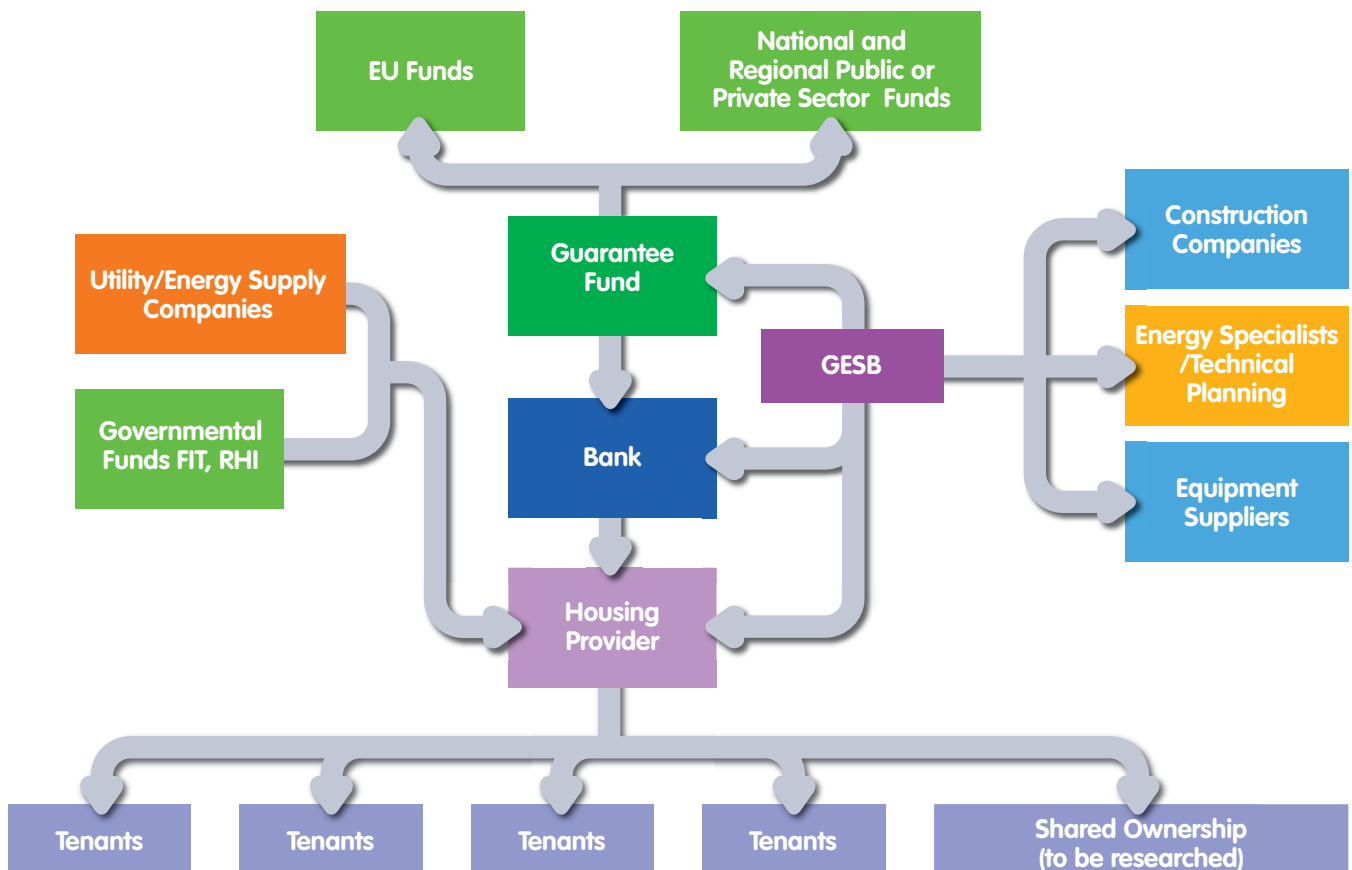 EU Funds
National and
Regional Public or
Private Sector Funds
Construction
Companies
Guarantee
Fund
Utility/Energy Supply
Companies
Energy Specialists
/Technical
Planning
GESB
Governmental
Funds FIT, RHI
Bank
Equipment
Suppliers
Housing
Provider
Tenants
Tenants
Tenants
Tenants
Shared Ownership
(to be researched)